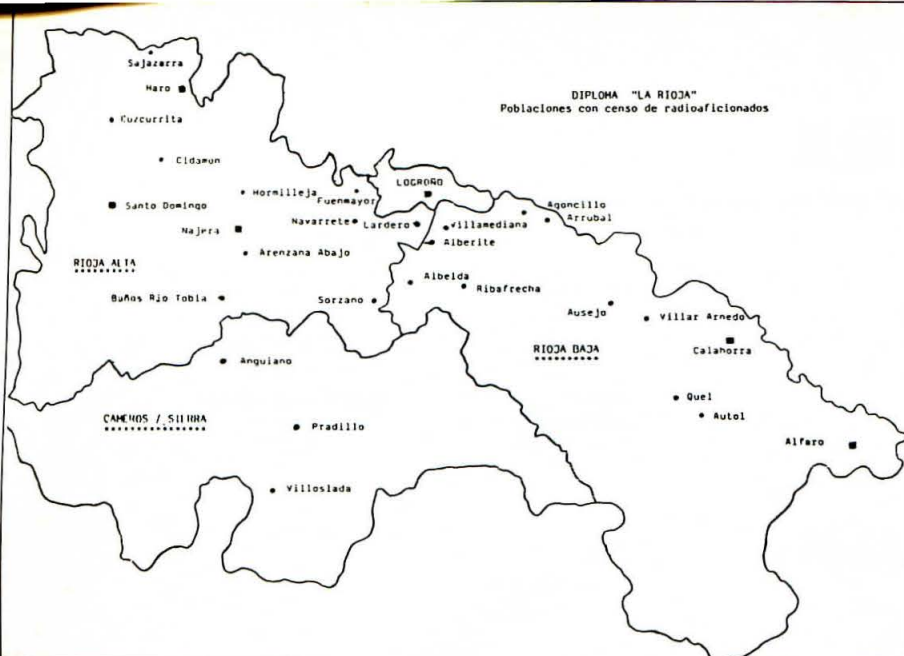 DIPLOMA "LA RIOJA"
Poblaciones con censo de radioaficionados
Sajazarra
Haro
Cuzcurrita
Cidamon
Hormilleja
Fuenmayor
LOGROÑO
Santo Domingo
Agoncillo
Arrubal
Navarrete
Lardero
Villamediana
Najera
Alberite
Arenzana Abajo
RIOJA ALTA
Albelda
Ribafrecha
Baños Rio Tobia
Sorzano
Ausejo
Villar Arnedo
RIOJA BAJA
Calahorra
Anguiano
Quel
CAMEROS / SIERRA
Autol
Pradillo
Alfaro
Villoslada